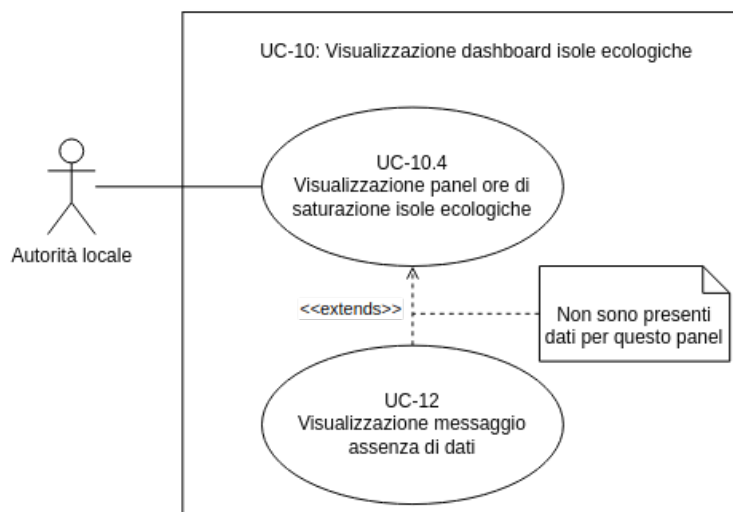 UC-10: Visualizzazione dashboard isole ecologiche
UC-10.4
Visualizzazione panel ore di
saturazione isole ecologiche
Autorità locale
<<extends>>
Non sono presenti
dati per questo panel
UC-12
Visualizzazione messaggio
assenza di dati